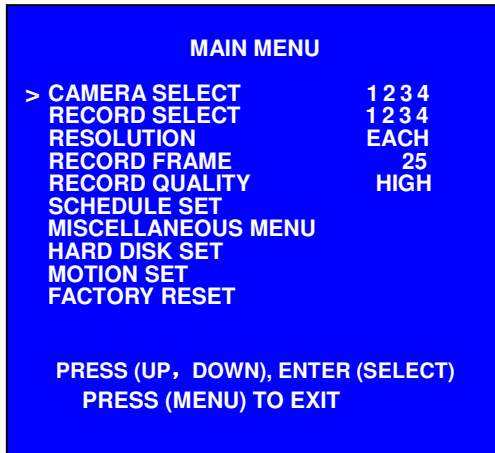 MAIN MENU
> CAMERA SELECT 1 2 3 4
RECORD SELECT 1 2 3 4
RESOLUTION EACH
RECORD FRAME 25
RECORD QUALITY HIGH
SCHEDULE SET
MISCELLANEOUS MENU
HARD DISK SET
MOTION SET
FACTORY RESET
PRESS (UP，DOWN), ENTER (SELECT)
PRESS (MENU) TO EXIT